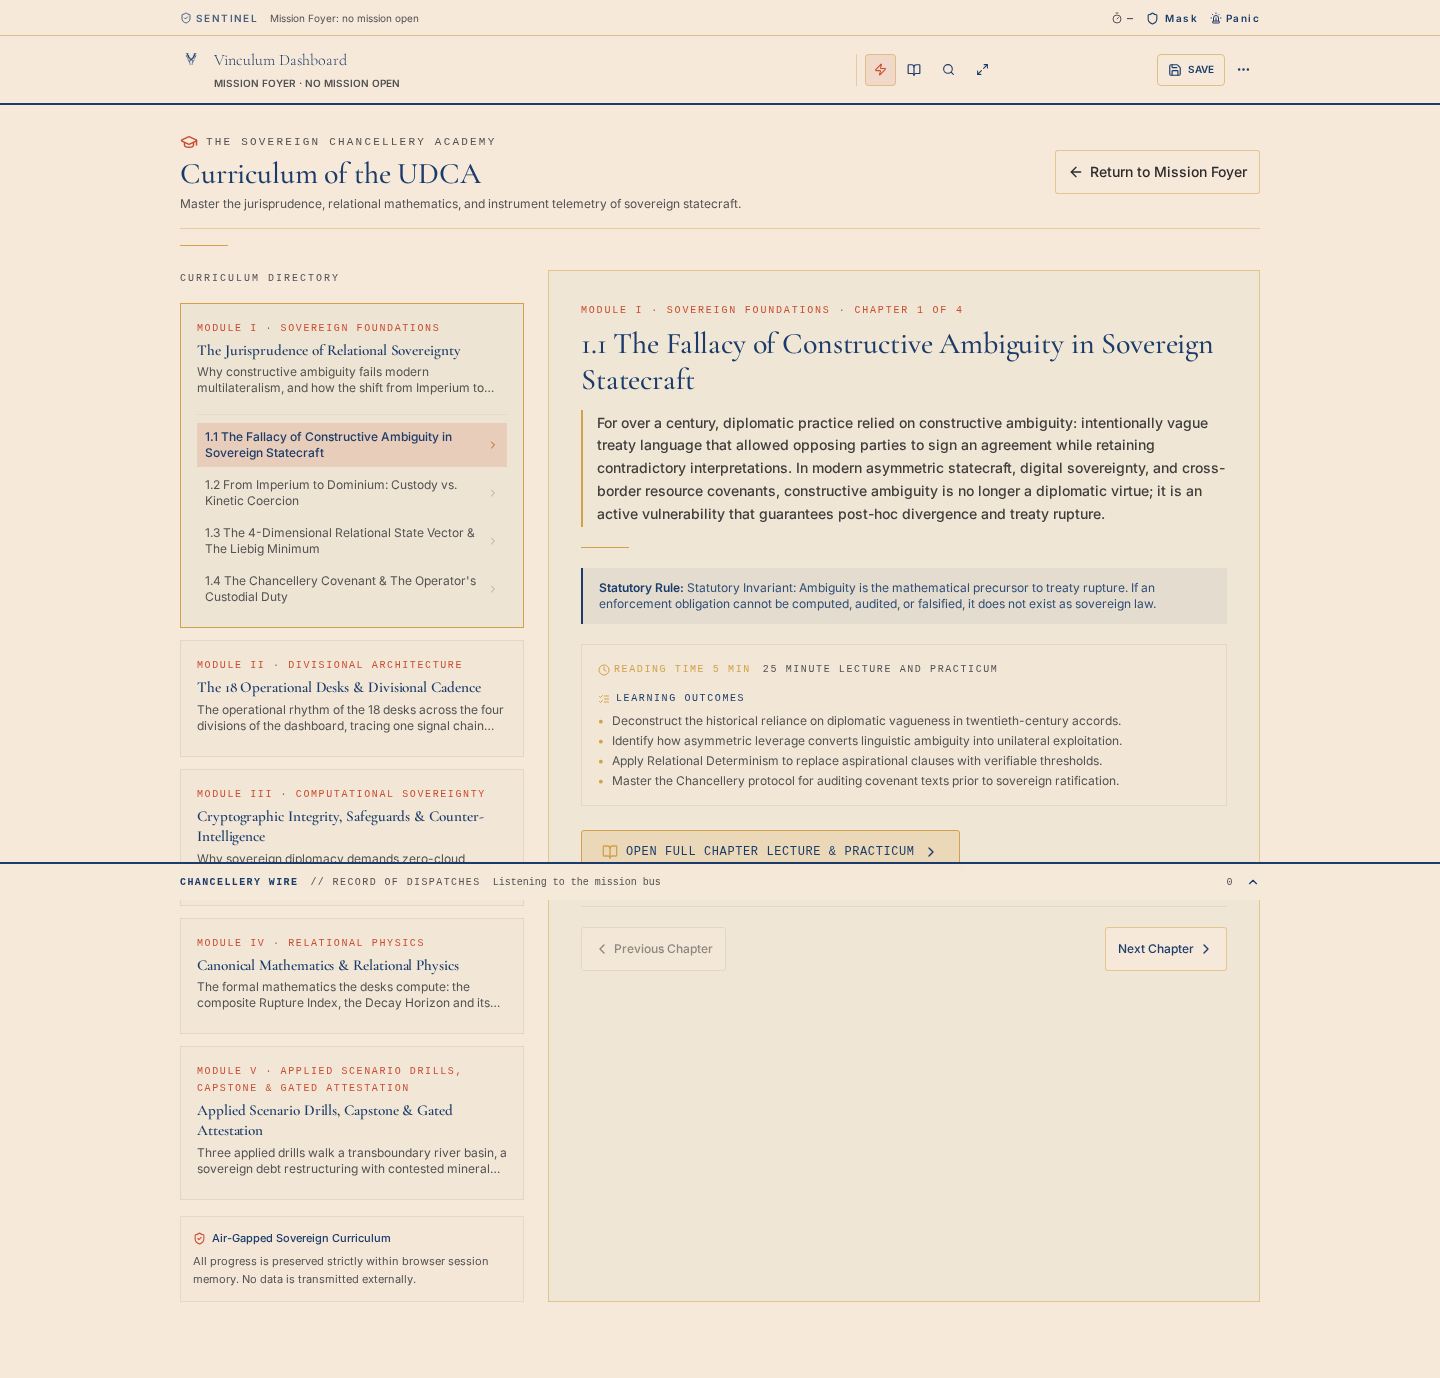 SENTINEL Mission Foyer: no mission open
– Mask Panic
Vinculum Dashboard
MISSION FOYER · NO MISSION OPEN
SAVE
THE SOVEREIGN CHANCELLERY ACADEMY
Curriculum of the UDCA
Master the jurisprudence, relational mathematics, and instrument telemetry of sovereign statecraft.
Return to Mission Foyer
CURRICULUM DIRECTORY
MODULE I · SOVEREIGN FOUNDATIONS
The Jurisprudence of Relational Sovereignty
Why constructive ambiguity fails modern
multilateralism, and how the shift from Imperium to…
1.1 The Fallacy of Constructive Ambiguity in
Sovereign Statecraft
1.2 From Imperium to Dominium: Custody vs.
Kinetic Coercion
1.3 The 4-Dimensional Relational State Vector &
The Liebig Minimum
1.4 The Chancellery Covenant & The Operator's
Custodial Duty
MODULE II · DIVISIONAL ARCHITECTURE
The 18 Operational Desks & Divisional Cadence
The operational rhythm of the 18 desks across the four
divisions of the dashboard, tracing one signal chain…
MODULE III · COMPUTATIONAL SOVEREIGNTY
Cryptographic Integrity, Safeguards & Counter-
Intelligence
Why sovereign diplomacy demands zero-cloud
MODULE I · SOVEREIGN FOUNDATIONS · CHAPTER 1 OF 4
1.1 The Fallacy of Constructive Ambiguity in Sovereign
Statecraft
For over a century, diplomatic practice relied on constructive ambiguity: intentionally vague
treaty language that allowed opposing parties to sign an agreement while retaining
contradictory interpretations. In modern asymmetric statecraft, digital sovereignty, and cross-
border resource covenants, constructive ambiguity is no longer a diplomatic virtue; it is an
active vulnerability that guarantees post-hoc divergence and treaty rupture.
Statutory Rule: Statutory Invariant: Ambiguity is the mathematical precursor to treaty rupture. If an
enforcement obligation cannot be computed, audited, or falsified, it does not exist as sovereign law.
READING TIME 5 MIN 25 MINUTE LECTURE AND PRACTICUM
LEARNING OUTCOMES
• Deconstruct the historical reliance on diplomatic vagueness in twentieth-century accords.
• Identify how asymmetric leverage converts linguistic ambiguity into unilateral exploitation.
• Apply Relational Determinism to replace aspirational clauses with verifiable thresholds.
• Master the Chancellery protocol for auditing covenant texts prior to sovereign ratification.
OPEN FULL CHAPTER LECTURE & PRACTICUM
CHANCELLERY WIRE // RECORD OF DISPATCHES Listening to the mission bus 0
Previous Chapter
Next Chapter
MODULE IV · RELATIONAL PHYSICS
Canonical Mathematics & Relational Physics
The formal mathematics the desks compute: the
composite Rupture Index, the Decay Horizon and its…
MODULE V · APPLIED SCENARIO DRILLS,
CAPSTONE & GATED ATTESTATION
Applied Scenario Drills, Capstone & Gated
Attestation
Three applied drills walk a transboundary river basin, a
sovereign debt restructuring with contested mineral…
Air-Gapped Sovereign Curriculum
All progress is preserved strictly within browser session
memory. No data is transmitted externally.